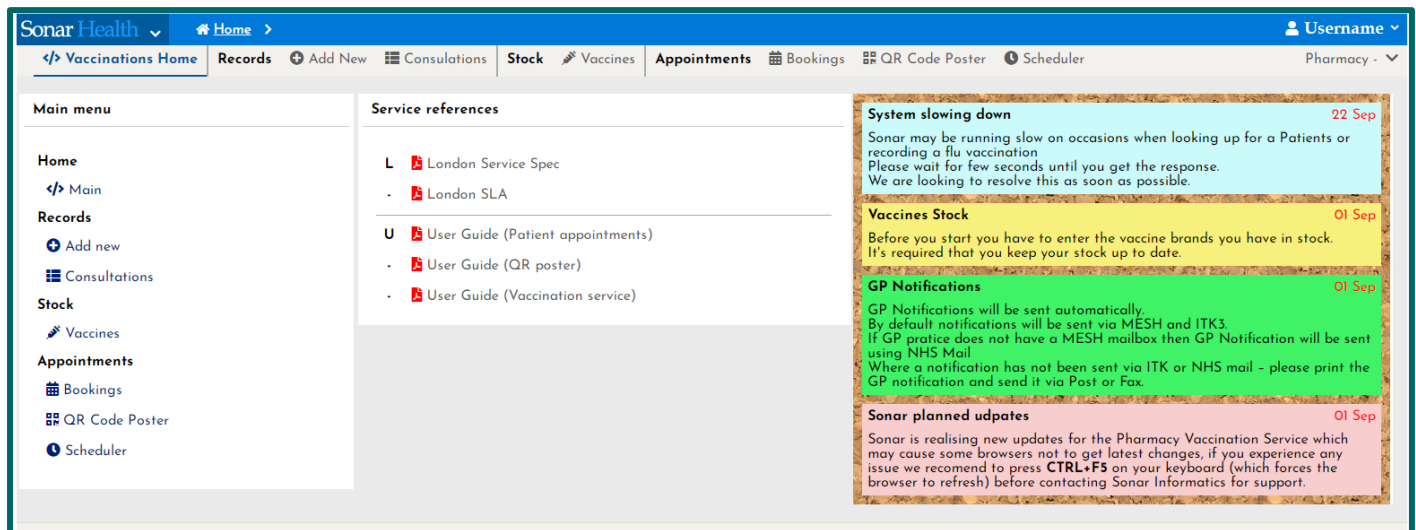 Sonar Health Home > Username
</> Vaccinations Home Records Add New Consulations Stock Vaccines Appointments Bookings QR Code Poster Scheduler Pharmacy -
Main menu
Home
</> Main
Records
Add new
Consultations
Stock
Vaccines
Appointments
Bookings
QR Code Poster
Scheduler
Service references
L London Service Spec
- London SLA
U User Guide (Patient appointments)
- User Guide (QR poster)
- User Guide (Vaccination service)
System slowing down 22 Sep
Sonar may be running slow on occasions when looking up for a Patients or
recording a flu vaccination
Please wait for few seconds until you get the response.
We are looking to resolve this as soon as possible.
Vaccines Stock 01 Sep
Before you start you have to enter the vaccine brands you have in stock.
It's required that you keep your stock up to date.
GP Notifications 01 Sep
GP Notifications will be sent automatically.
By default notifications will be sent via MESH and ITK3.
If GP pratice does not have a MESH mailbox then GP Notification will be sent
using NHS Mail
Where a notification has not been sent via ITK or NHS mail – please print the
GP notification and send it via Post or Fax.
Sonar planned udpates 01 Sep
Sonar is realising new updates for the Pharmacy Vaccination Service which
may cause some browsers not to get latest changes, if you experience any
issue we recomend to press CTRL+F5 on your keyboard (which forces the
browser to refresh) before contacting Sonar Informatics for support.